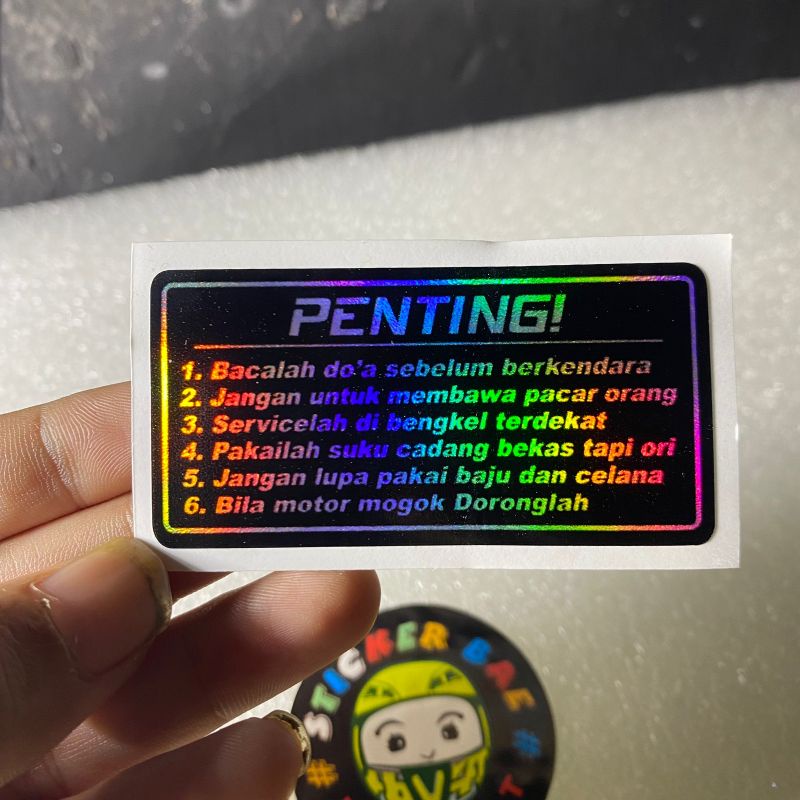 PENTING!
1. Bacalah do'a sebelum berkendara
2. Jangan untuk membawa pacar orang
3. Servicelah di bengkel terdekat
4. Pakailah suku cadang bekas tapi ori
5. Jangan lupa pakai baju dan celana
6. Bila motor mogok Doronglah
# STICKER BAE #